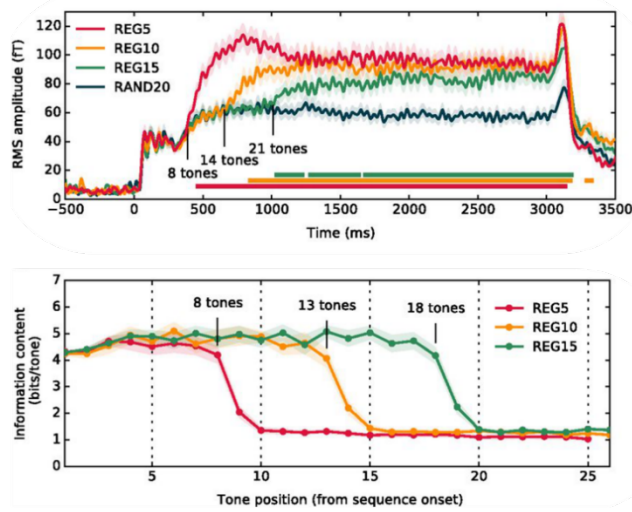 120
100
80
60
40
20
0
RMS amplitude (fT)
REG5
REG10
REG15
RAND20
8 tones
14 tones
21 tones
−500 0 500 1000 1500 2000 2500 3000 3500
Time (ms)
7
6
5
4
3
2
1
0
Information content
(bits/tone)
8 tones
13 tones
18 tones
REG5
REG10
REG15
5 10 15 20 25
Tone position (from sequence onset)